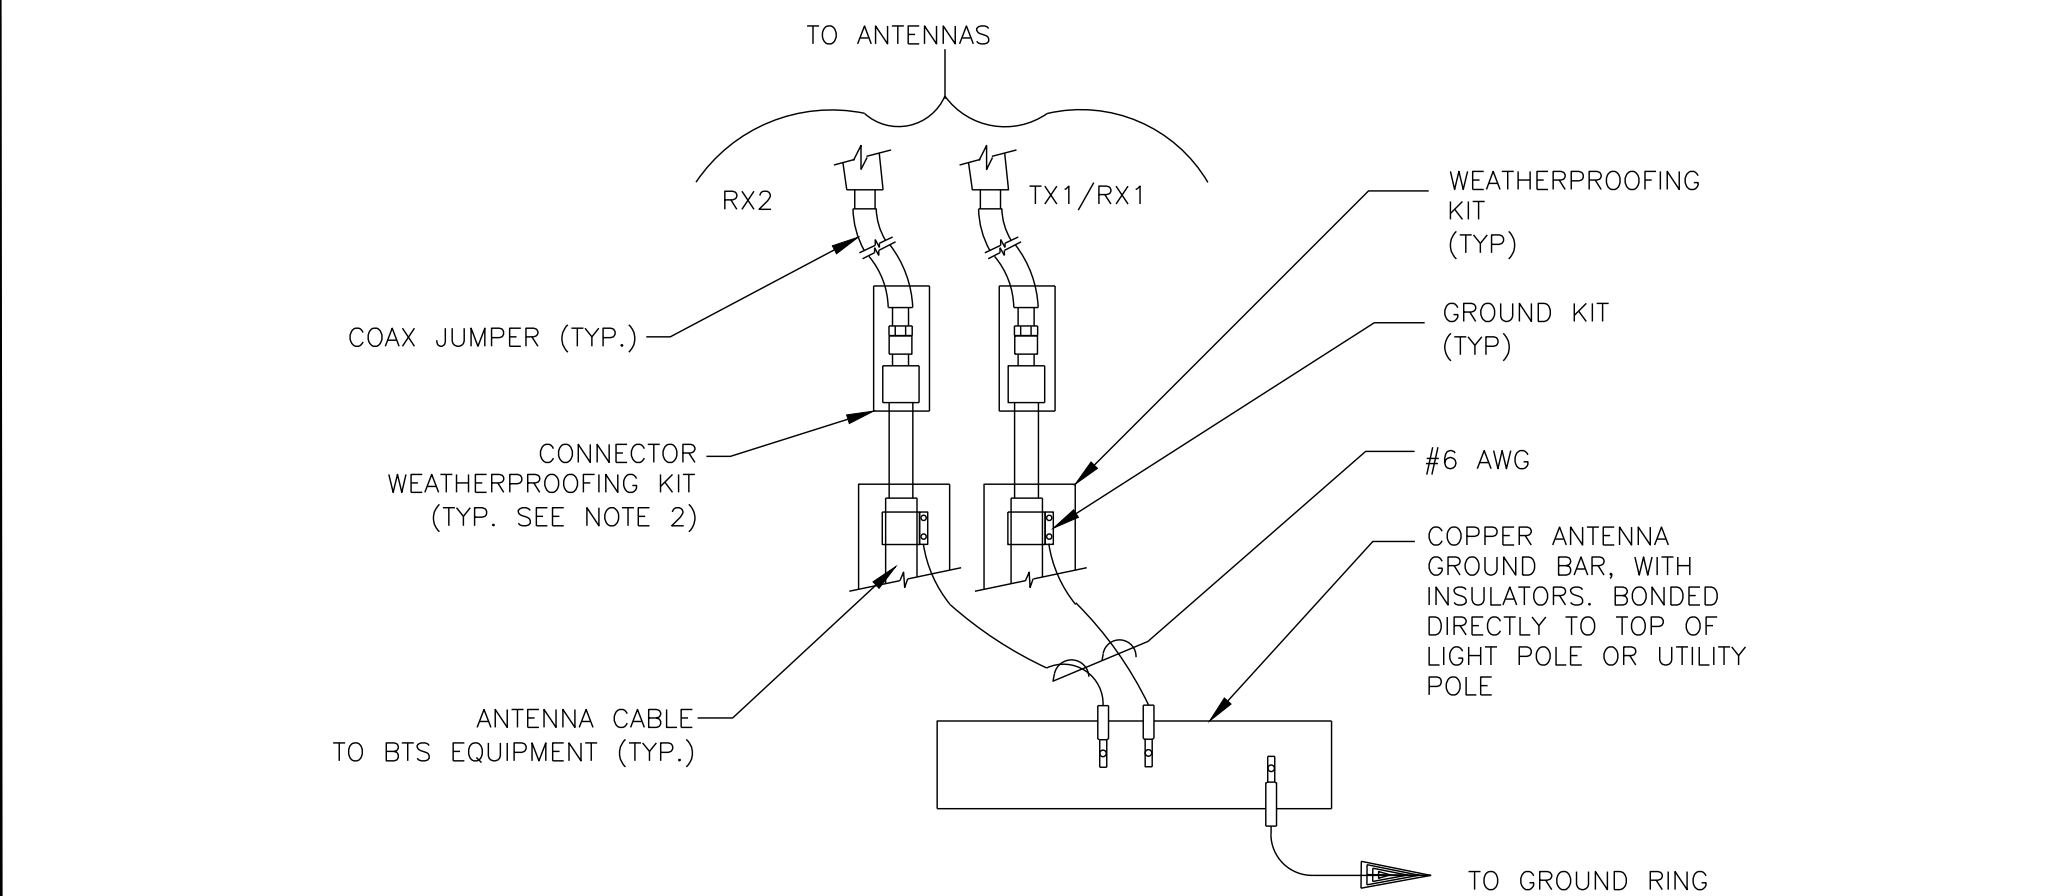 TO ANTENNAS
RX2
TX1/RX1
WEATHERPROOFING
KIT
(TYP)
GROUND KIT
(TYP)
COAX JUMPER (TYP.)
CONNECTOR
WEATHERPROOFING KIT
(TYP. SEE NOTE 2)
#6 AWG
COPPER ANTENNA
GROUND BAR, WITH
INSULATORS. BONDED
DIRECTLY TO TOP OF
LIGHT POLE OR UTILITY
POLE
ANTENNA CABLE
TO BTS EQUIPMENT (TYP.)
TO GROUND RING